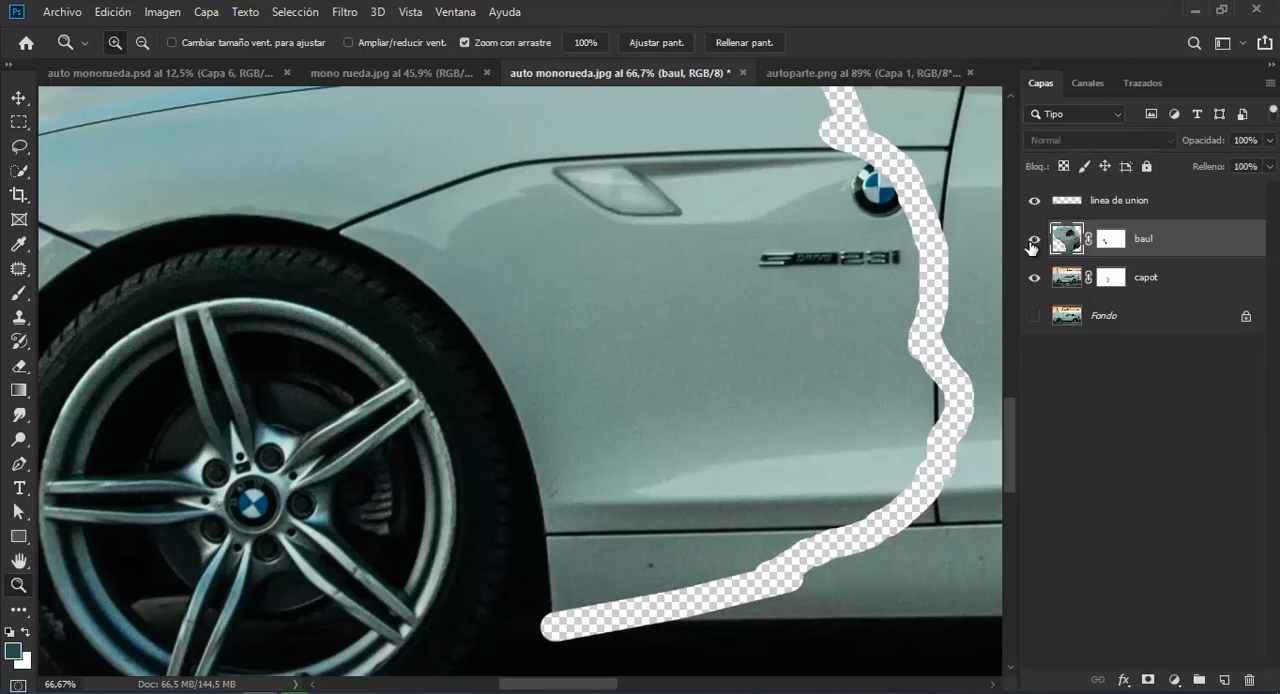 Ps Archivo Edición Imagen Capa Texto Selección Filtro 3D Vista Ventana Ayuda
Cambiar tamaño vent. para ajustar Ampliar/reducir vent. Zoom con arrastre 100% Ajustar pant. Rellenar pant.
auto monorueda.psd al 12,5% (Capa 6, RGB/... × mono rueda.jpg al 45,9% (RGB/... × auto monorueda.jpg al 66,7% (baul, RGB/8) * × autoparte.png al 89% (Capa 1, RGB/8*... ×
Capas Canales Trazados
Tipo
Normal Opacidad: 100%
Bloq.: Relleno: 100%
linea de union
baul
capot
Fondo
23i
66,67% Doc: 66,5 MB/144,5 MB